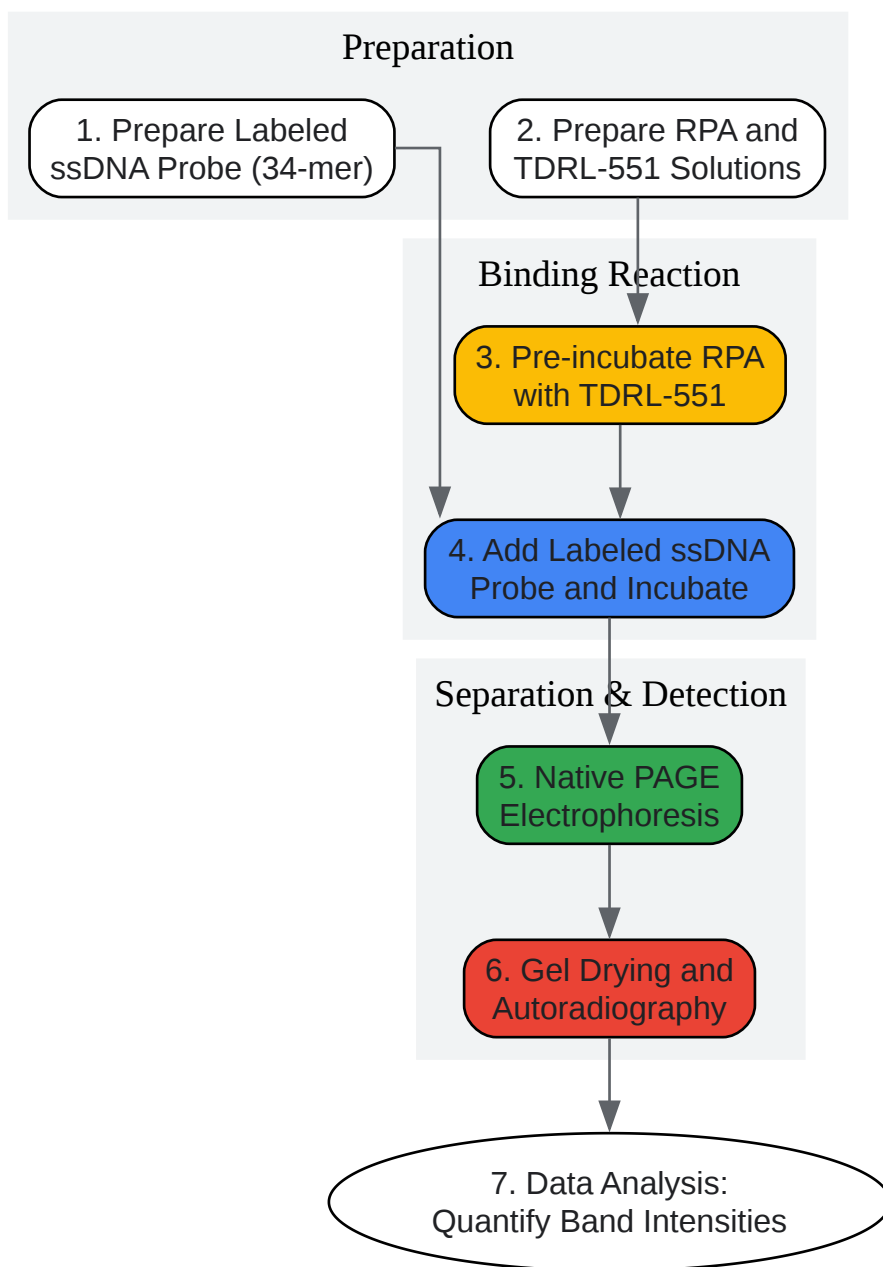 Preparation
1. Prepare Labeled
ssDNA Probe (34-mer)
2. Prepare RPA and
TDRL-551 Solutions
Binding Reaction
3. Pre-incubate RPA
with TDRL-551
4. Add Labeled ssDNA
Probe and Incubate
Separation & Detection
5. Native PAGE
Electrophoresis
6. Gel Drying and
Autoradiography
7. Data Analysis:
Quantify Band Intensities